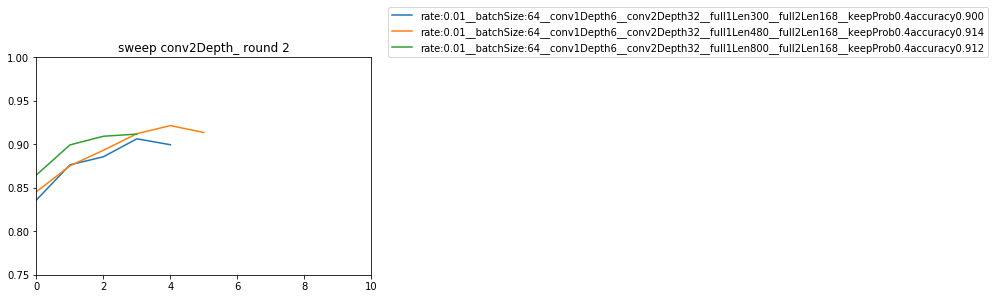 rate:0.01__batchSize:64__conv1Depth6__conv2Depth32__full1Len300__full2Len168__keepProb0.4accuracy0.900
rate:0.01__batchSize:64__conv1Depth6__conv2Depth32__full1Len480__full2Len168__keepProb0.4accuracy0.914
rate:0.01__batchSize:64__conv1Depth6__conv2Depth32__full1Len800__full2Len168__keepProb0.4accuracy0.912
sweep conv2Depth_ round 2
1.00
0.95
0.90
0.85
0.80
0.75
0 2 4 6 8 10